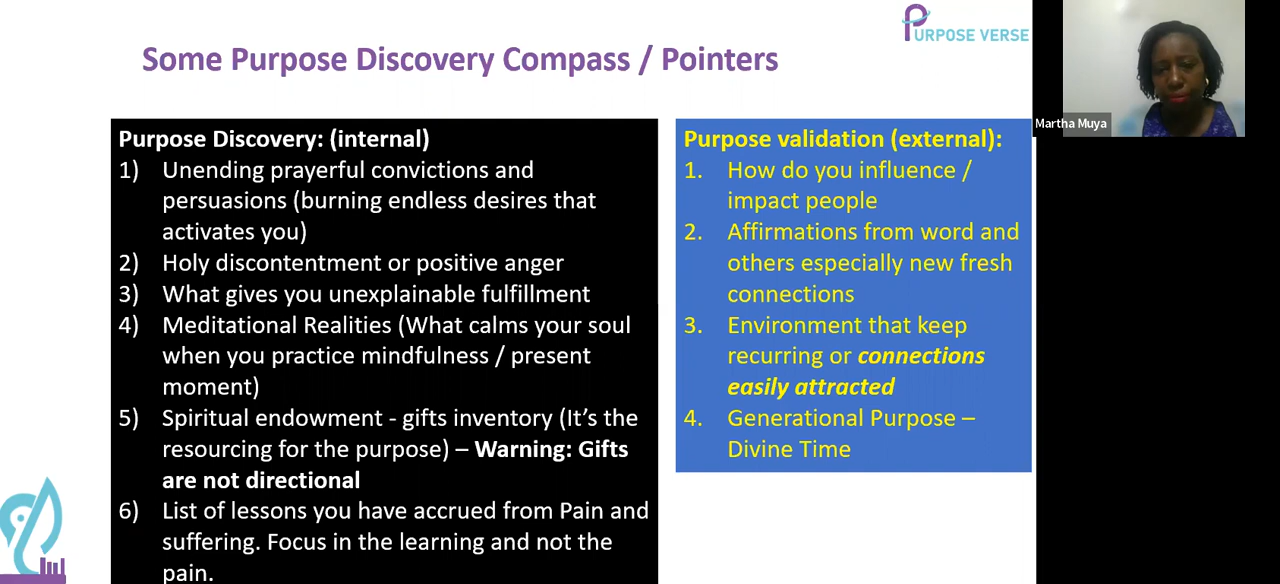 PURPOSE VERSE
Some Purpose Discovery Compass / Pointers
Martha Muya
Purpose Discovery: (internal)
1) Unending prayerful convictions and
persuasions (burning endless desires that
activates you)
2) Holy discontentment or positive anger
3) What gives you unexplainable fulfillment
4) Meditational Realities (What calms your soul
when you practice mindfulness / present
moment)
5) Spiritual endowment - gifts inventory (It's the
resourcing for the purpose) – Warning: Gifts
are not directional
6) List of lessons you have accrued from Pain and
suffering. Focus in the learning and not the
pain.
Purpose validation (external):
1. How do you influence /
impact people
2. Affirmations from word and
others especially new fresh
connections
3. Environment that keep
recurring or connections
easily attracted
4. Generational Purpose –
Divine Time